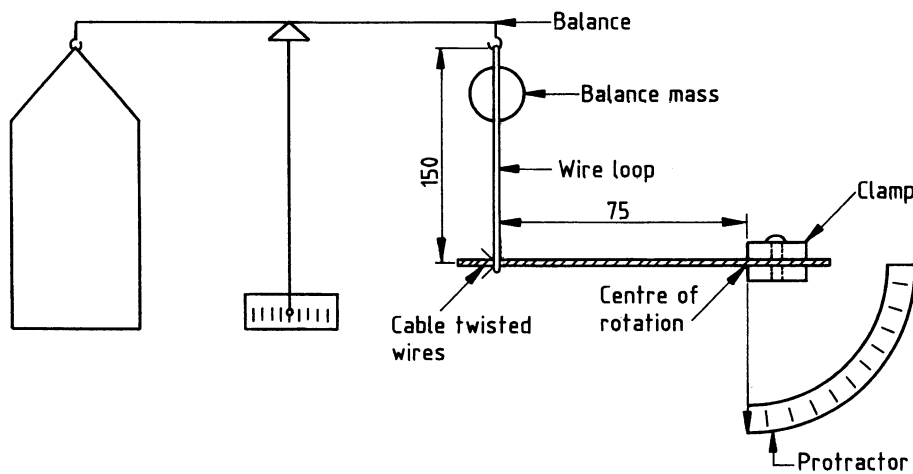 Balance
Balance mass
150
Wire loop
75
Clamp
Cable twisted
wires
Centre of
rotation
Protractor